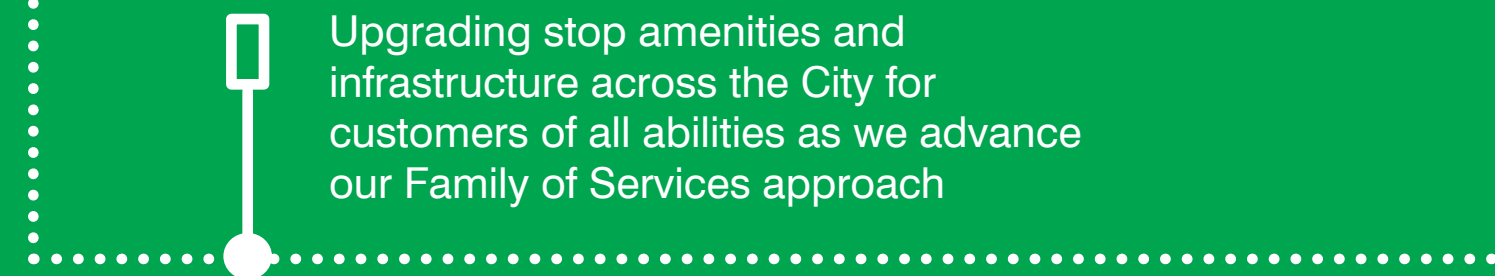 Upgrading stop amenities and
infrastructure across the City for
customers of all abilities as we advance
our Family of Services approach